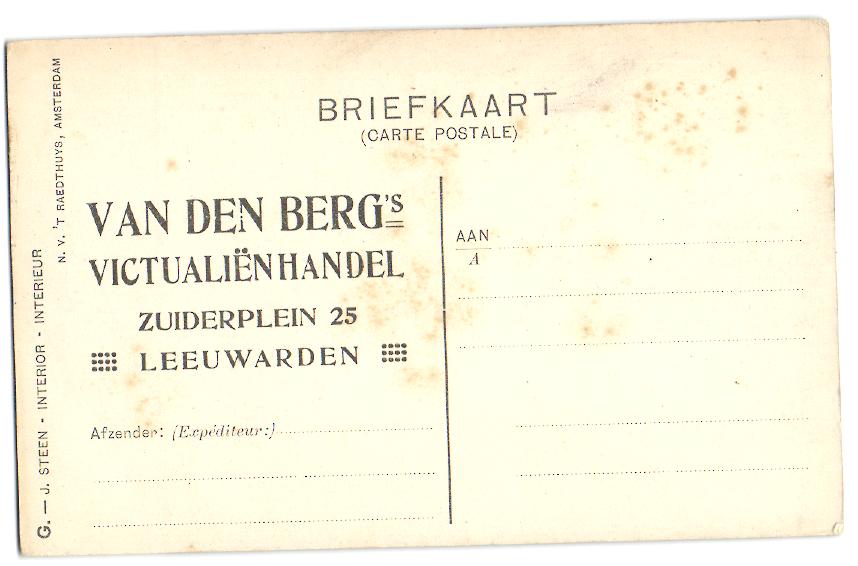 BRIEFKAART
(CARTE POSTALE)
VAN DEN BERG'S
VICTUALIËNHANDEL
ZUIDERPLEIN 25
LEEUWARDEN
Afzender: (Expéditeur:)
AAN
A
G. — J. STEEN - INTERIOR - INTERIEUR
N. V. 'T RAEDTHUYS, AMSTERDAM